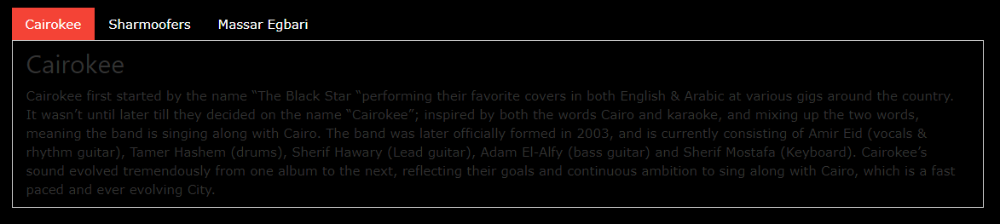 Cairokee Sharmoofers Massar Egbari
Cairokee
Cairokee first started by the name “The Black Star “performing their favorite covers in both English & Arabic at various gigs around the country.
It wasn’t until later till they decided on the name “Cairokee”; inspired by both the words Cairo and karaoke, and mixing up the two words,
meaning the band is singing along with Cairo. The band was later officially formed in 2003, and is currently consisting of Amir Eid (vocals &
rhythm guitar), Tamer Hashem (drums), Sherif Hawary (Lead guitar), Adam El-Alfy (bass guitar) and Sherif Mostafa (Keyboard). Cairokee’s
sound evolved tremendously from one album to the next, reflecting their goals and continuous ambition to sing along with Cairo, which is a fast
paced and ever evolving City.